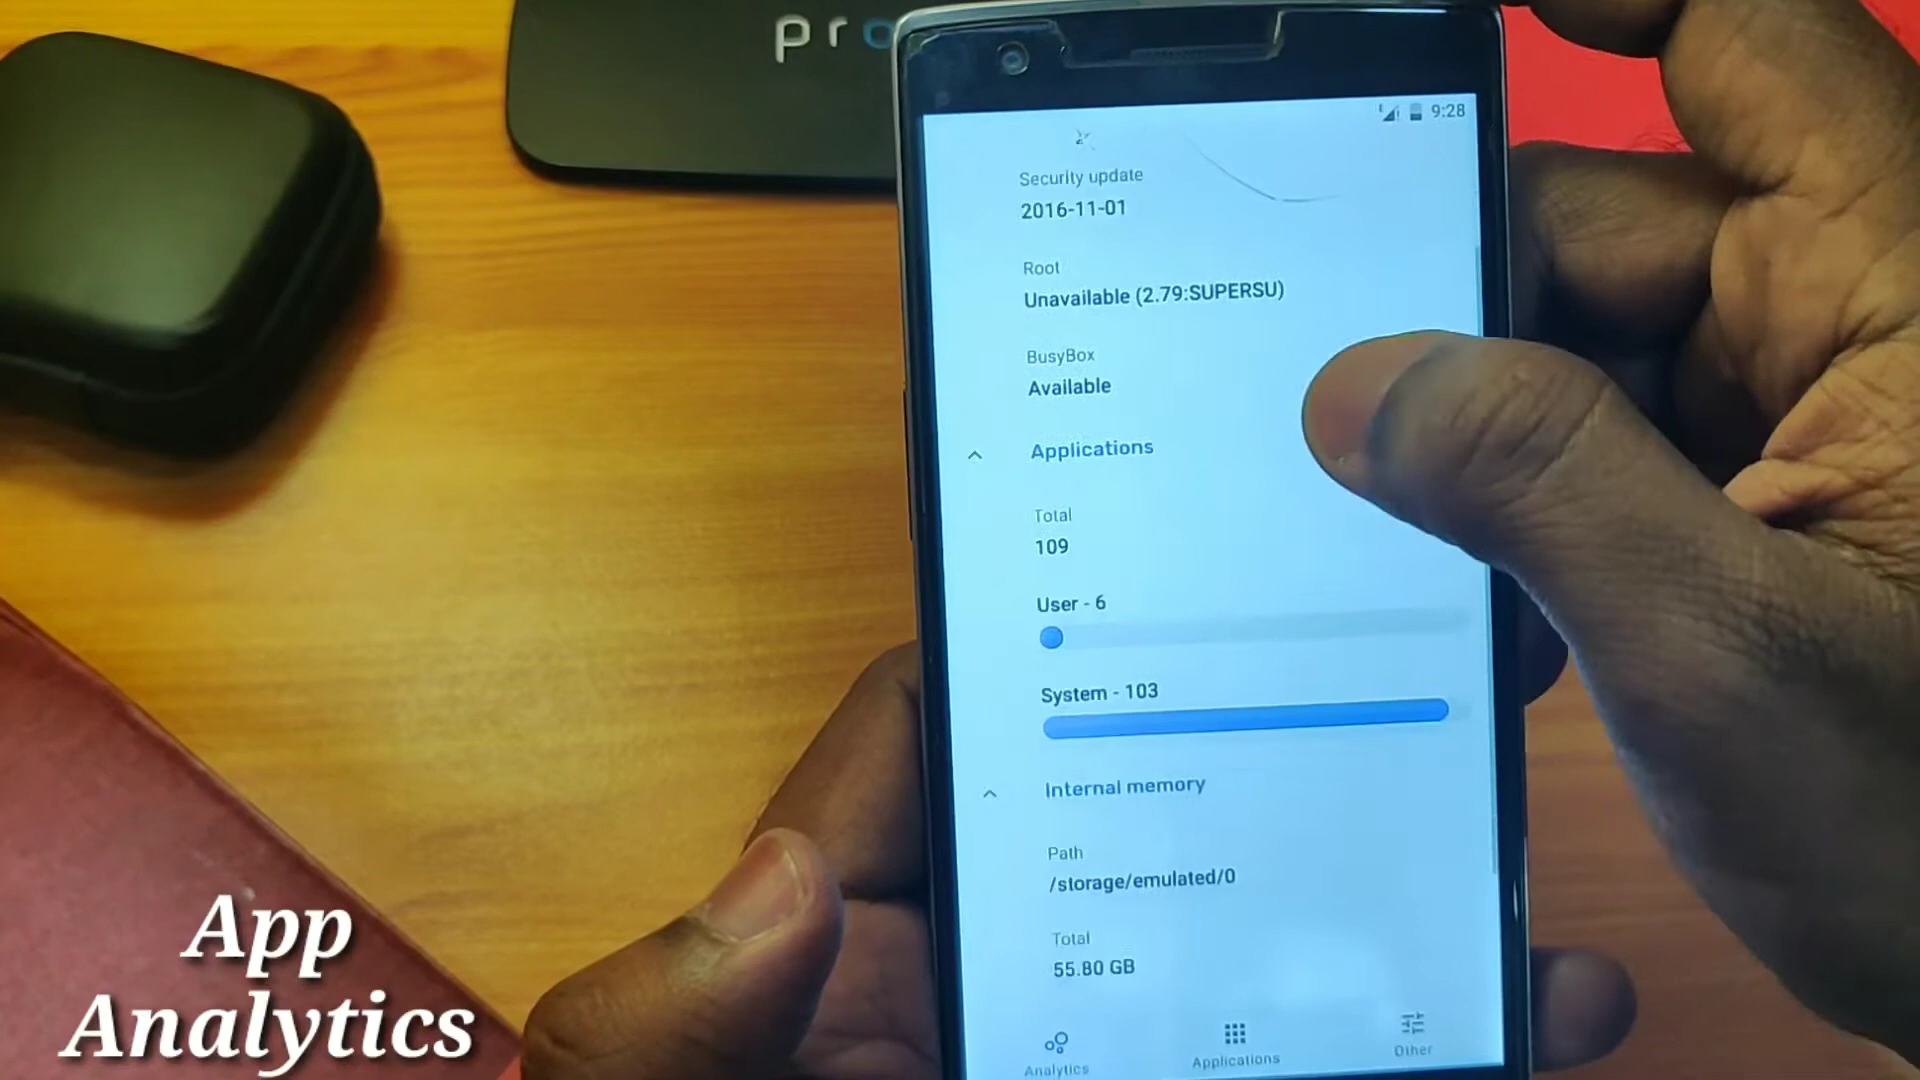 pro
9:28
Security update
2016-11-01
Root
Unavailable (2.79:SUPERSU)
BusyBox
Available
Applications
Total
109
User - 6
System - 103
Internal memory
Path
/storage/emulated/0
Total
55.80 GB
Analytics
Applications
Other
App
Analytics